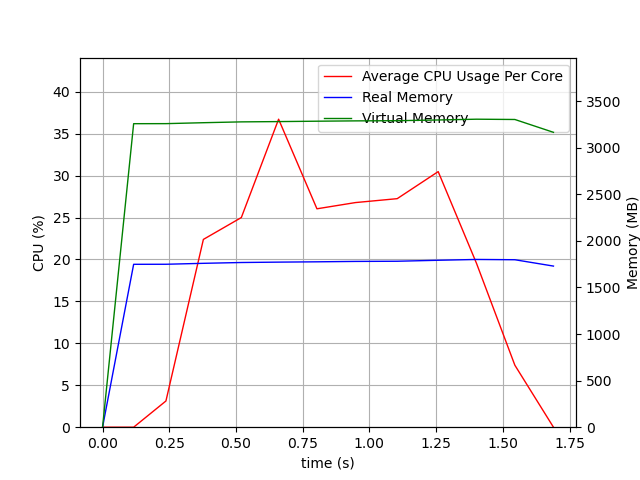 Average CPU Usage Per Core
Real Memory
Virtual Memory
CPU (%)
40
35
30
25
20
15
10
5
0
3500
3000
2500
2000
1500
1000
500
0
Memory (MB)
0.00 0.25 0.50 0.75 1.00 1.25 1.50 1.75
time (s)